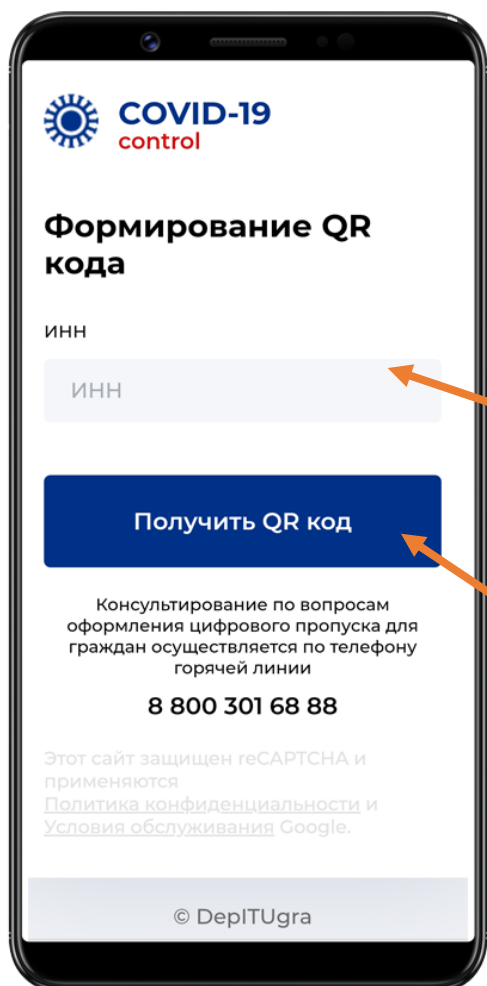 COVID-19
control
Формирование QR
кода
ИНН
ИНН
Получить QR код
Консультирование по вопросам
оформления цифрового пропуска для
граждан осуществляется по телефону
горячей линии
8 800 301 68 88
Этот сайт защищен reCAPTCHA и
применяются
Политика конфиденциальности и
Условия обслуживания Google.
© DepITUgra